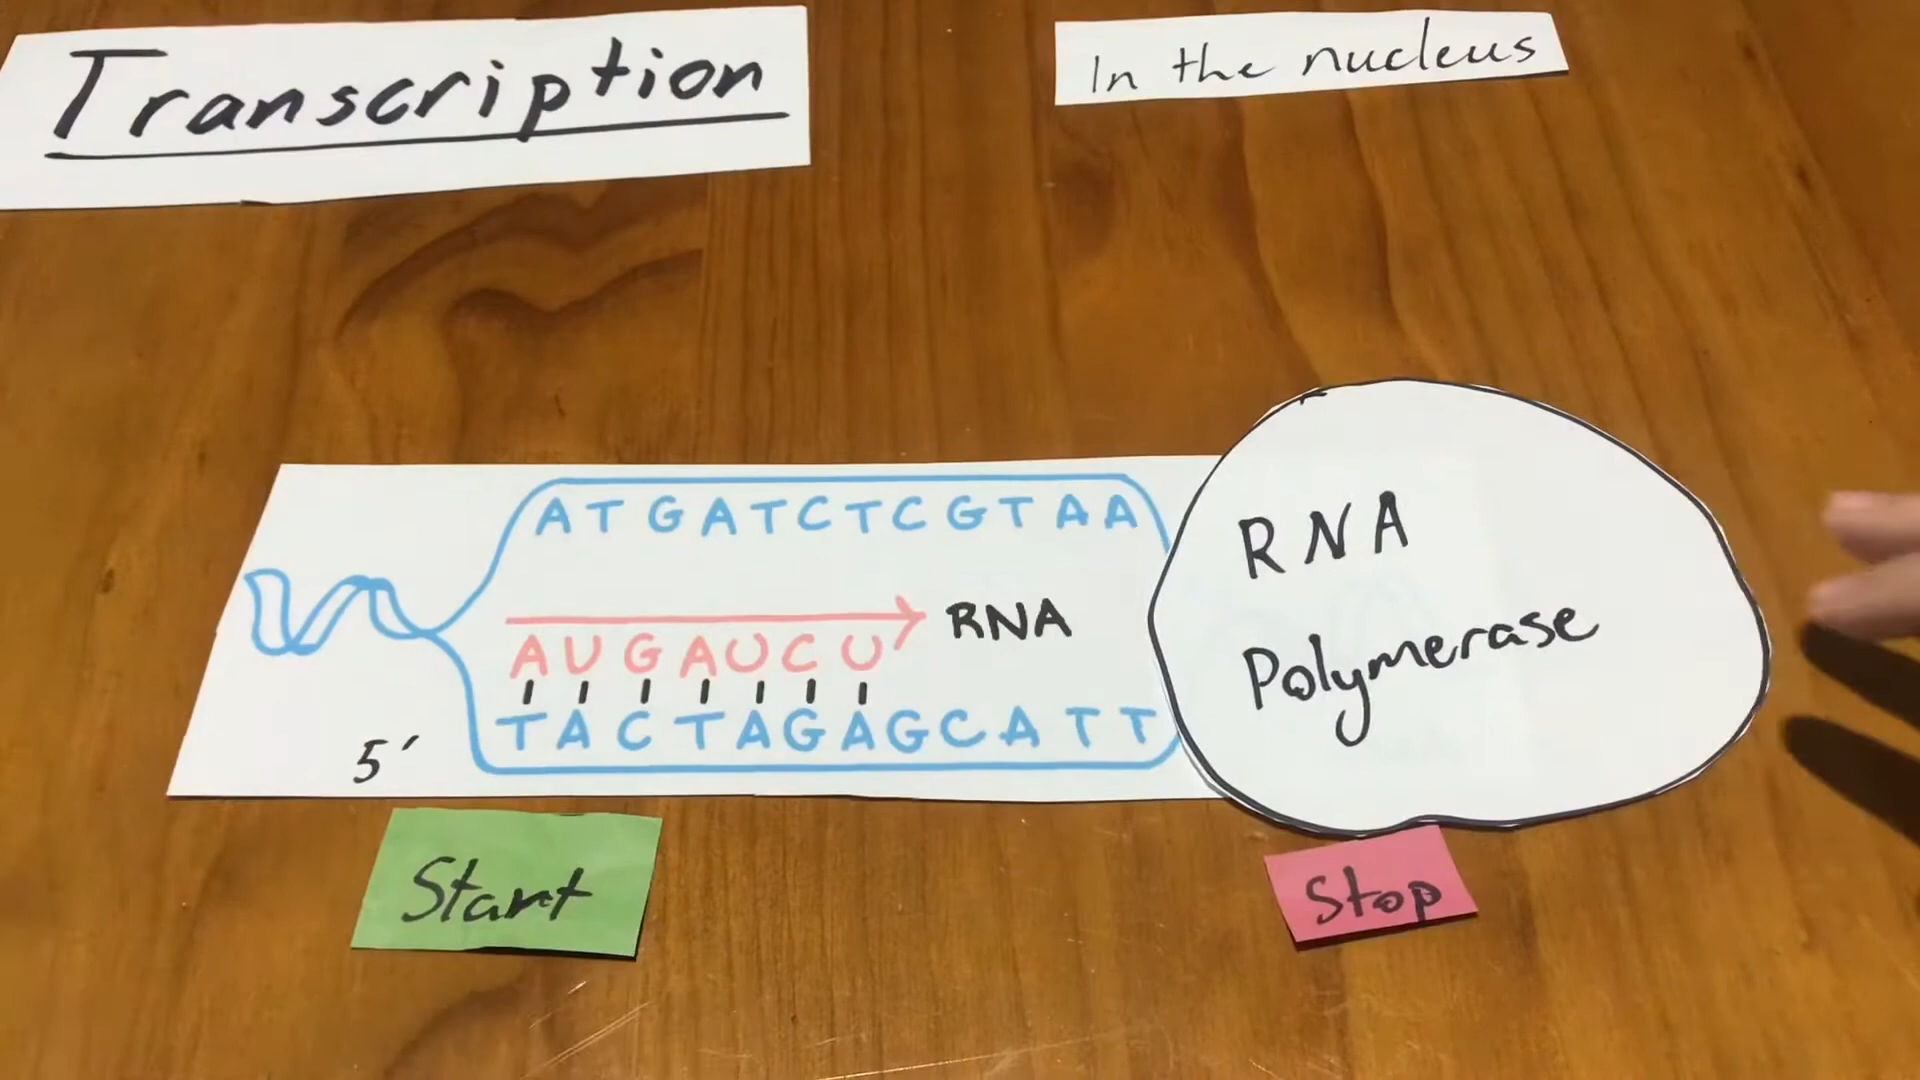 Transcription
In the nucleus
ATGATCTCGTAA
RNA
AUGAUCU
TACTAGAGCATT
5′
RNA
Polymerase
Start
Stop